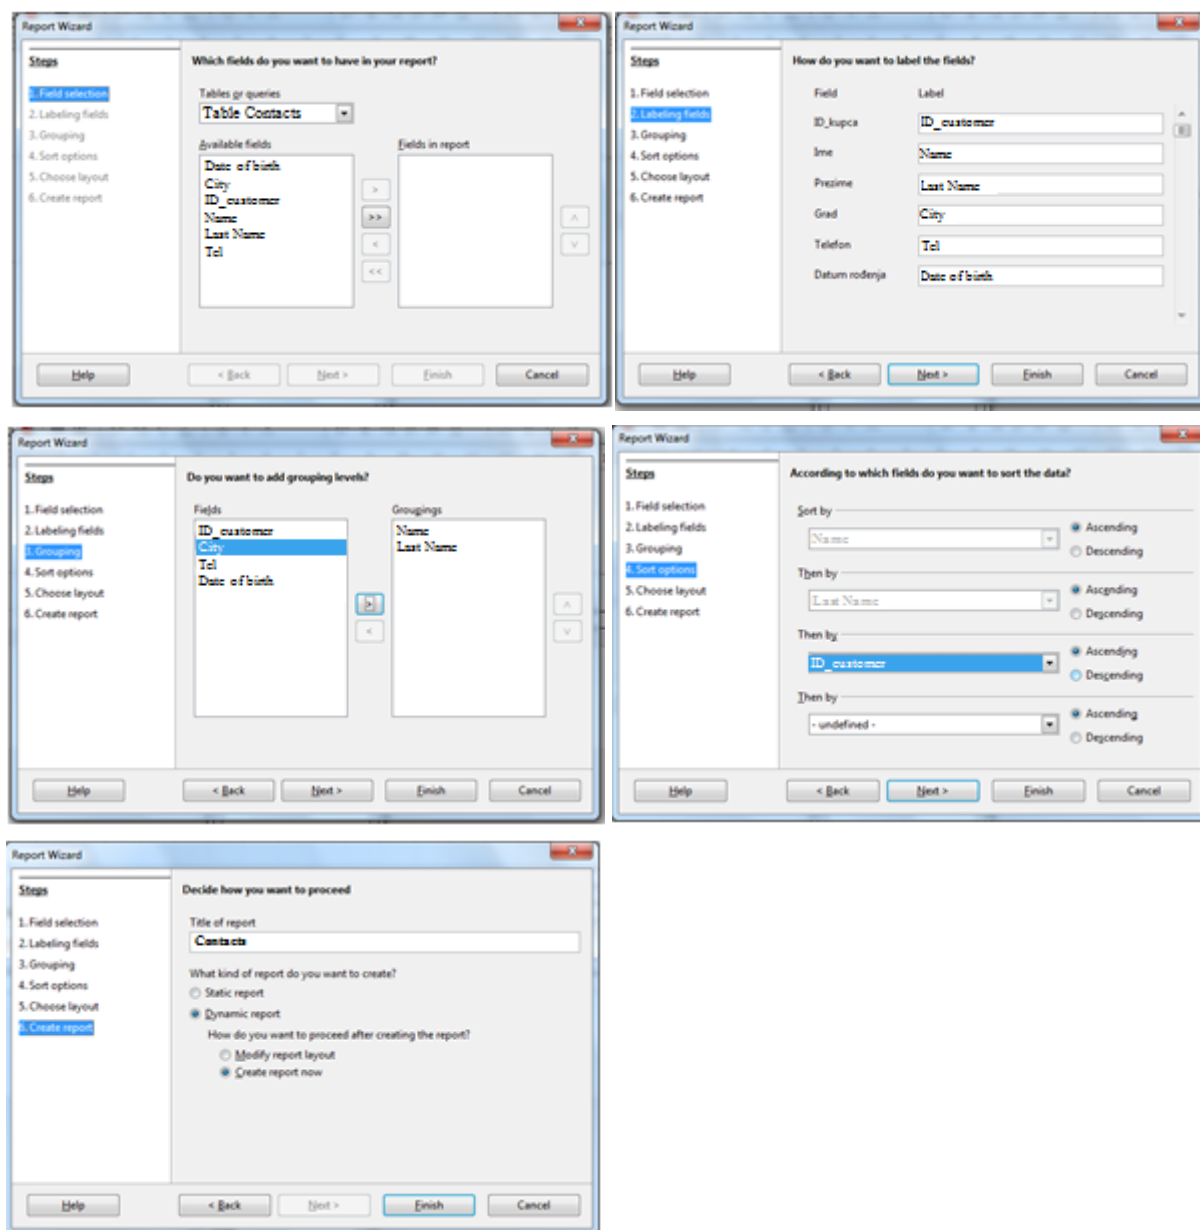 Report Wizard
Steps
1. Field selection
2. Labeling fields
3. Grouping
4. Sort options
5. Choose layout
6. Create report
Which fields do you want to have in your report?
Tables or queries
Table Contacts
Available fields
Date of birth
City
ID_customer
Name
Last Name
Tel
>
>>
<
<<
Fields in report
^
v
Help
< Back
Next >
Finish
Cancel
Report Wizard
Steps
1. Field selection
2. Labeling fields
3. Grouping
4. Sort options
5. Choose layout
6. Create report
How do you want to label the fields?
Field Label
ID_kupca ID_customer
Ime Name
Prezime Last Name
Grad City
Telefon Tel
Datum rođenja Date of birth
Help
< Back
Next >
Finish
Cancel
Report Wizard
Steps
1. Field selection
2. Labeling fields
3. Grouping
4. Sort options
5. Choose layout
6. Create report
Do you want to add grouping levels?
Fields
ID_customer
City
Tel
Date of birth
>
<
Groupings
Name
Last Name
^
v
Help
< Back
Next >
Finish
Cancel
Report Wizard
Steps
1. Field selection
2. Labeling fields
3. Grouping
4. Sort options
5. Choose layout
6. Create report
According to which fields do you want to sort the data?
Sort by
Name
Ascending
Descending
Then by
Last Name
Ascending
Descending
Then by
ID_customer
Ascending
Descending
Then by
- undefined -
Ascending
Descending
Help
< Back
Next >
Finish
Cancel
Report Wizard
Steps
1. Field selection
2. Labeling fields
3. Grouping
4. Sort options
5. Choose layout
6. Create report
Decide how you want to proceed
Title of report
Contacts
What kind of report do you want to create?
Static report
Dynamic report
How do you want to proceed after creating the report?
Modify report layout
Create report now
Help
< Back
Next >
Finish
Cancel